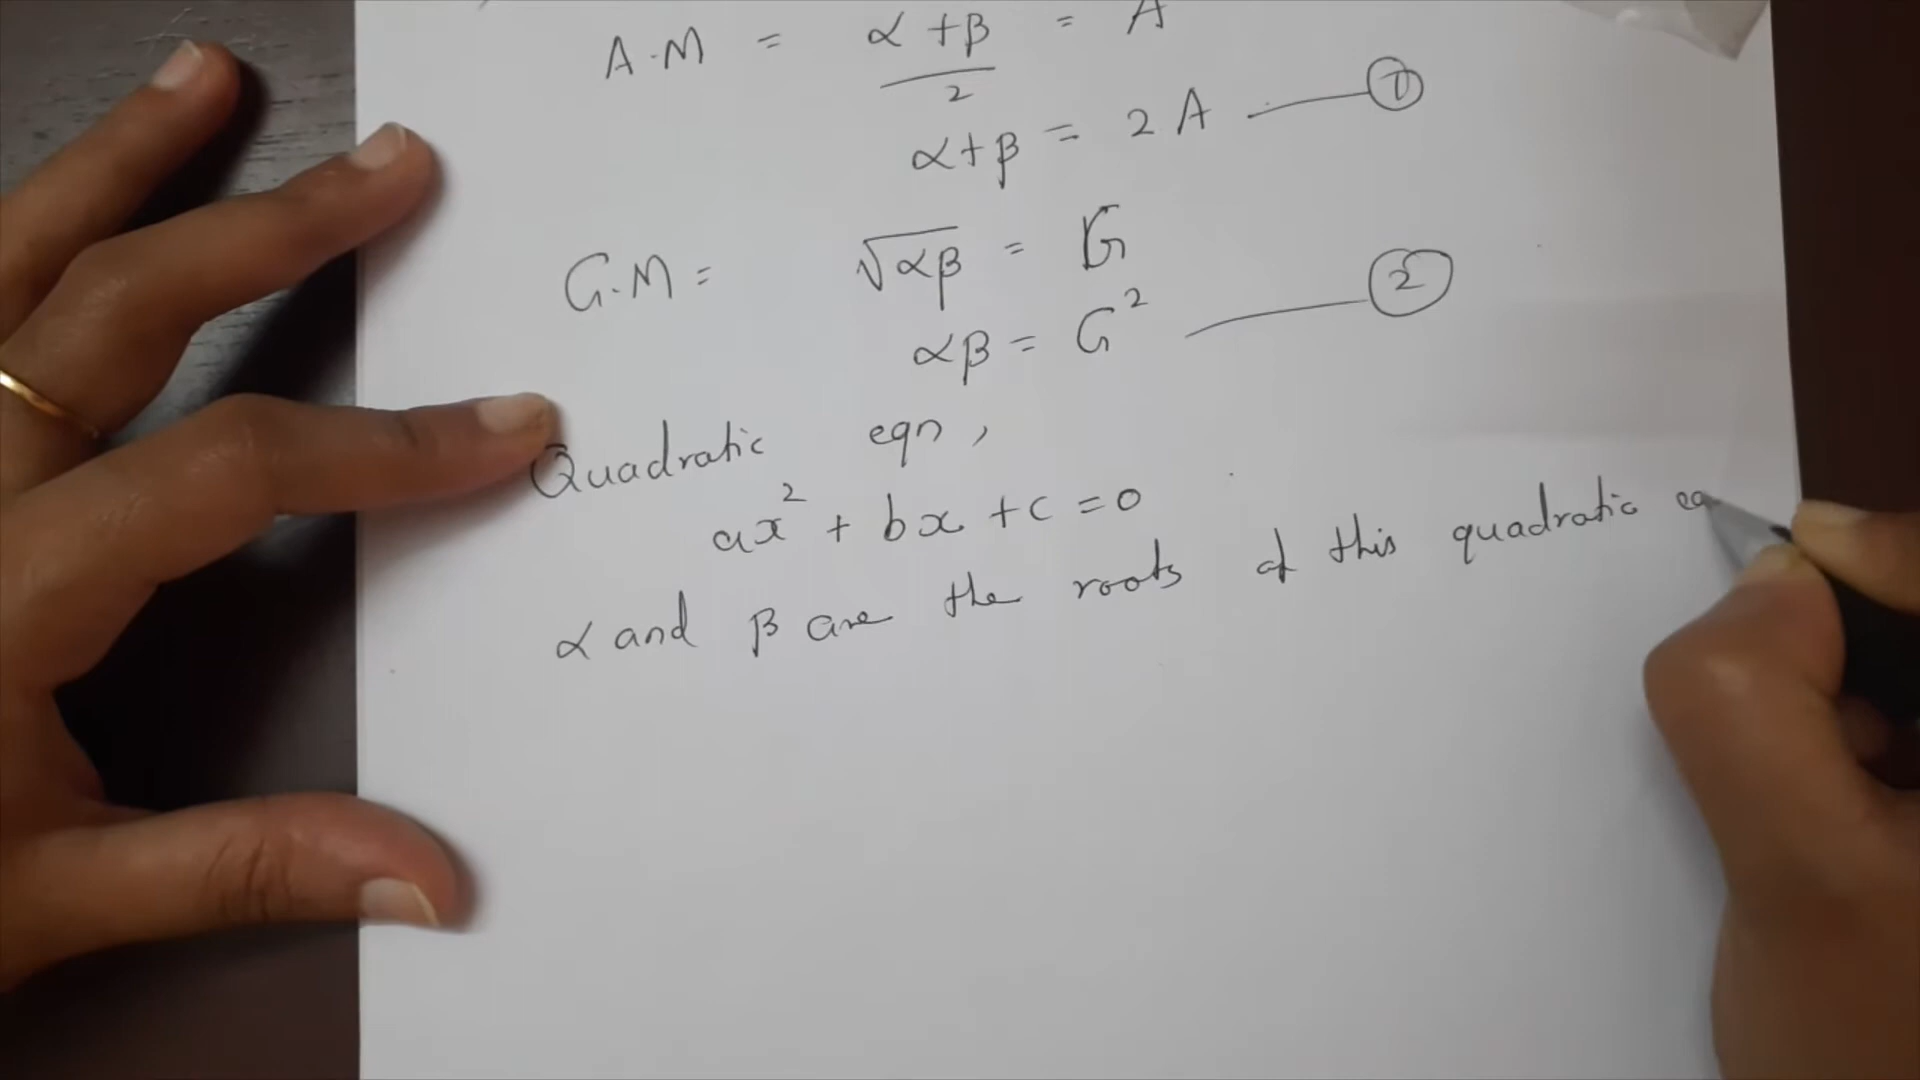 A.M = α+β/2 = A
α+β = 2A —— ①
G.M = √αβ = G
αβ = G² —— ②
Quadratic eqn,
ax² + bx + c = 0
α and β are the roots of this quadratic eq